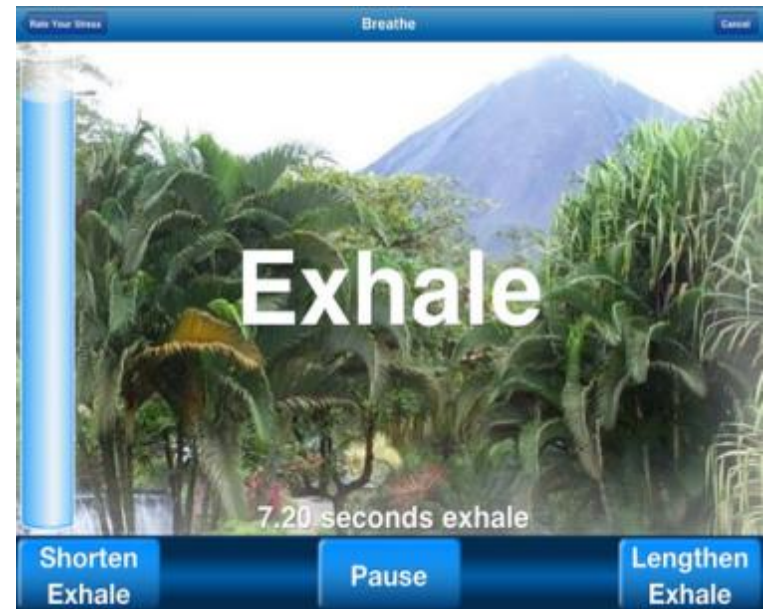 Rate Your Stress
Breathe
Cancel
Exhale
7.20 seconds exhale
Shorten
Exhale
Pause
Lengthen
Exhale